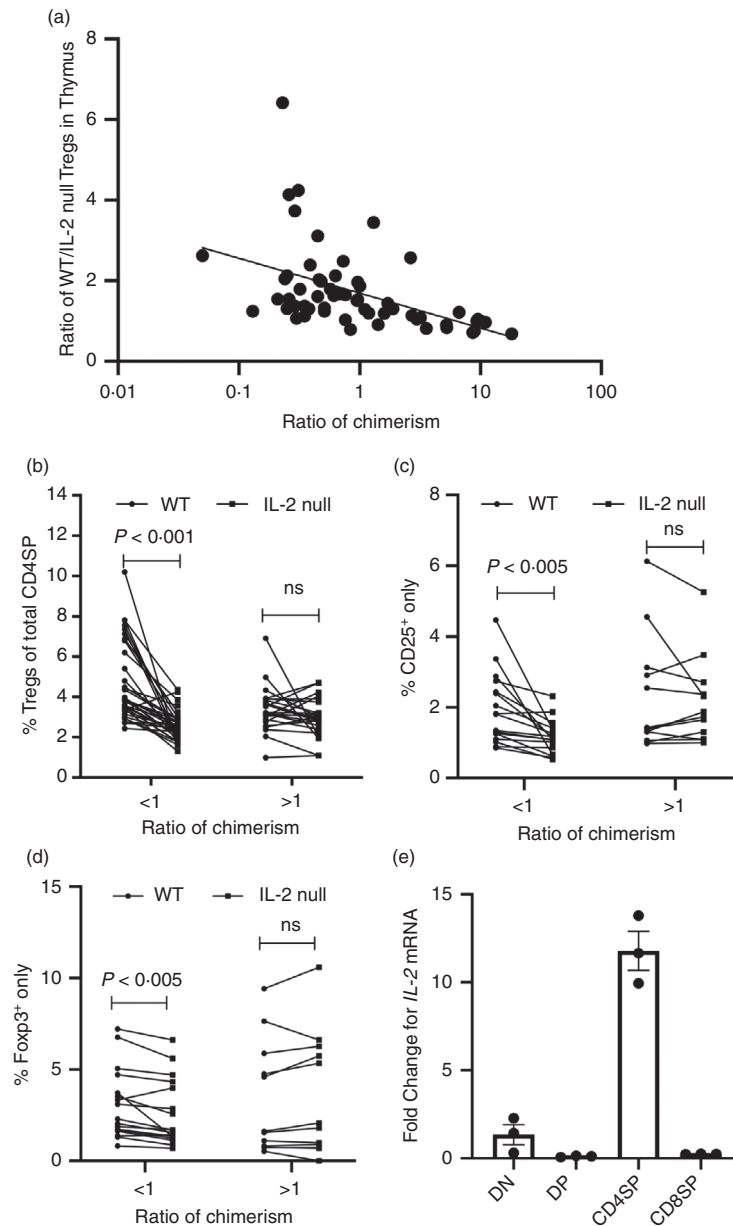 (a)
8
6
4
2
0
Ratio of WT/IL-2 null Tregs in Thymus
0·01
0·1
1
10
100
Ratio of chimerism
(b)
14
12
10
8
6
4
2
0
% Tregs of total CD4SP
WT
IL-2 null
P < 0·001
ns
<1
>1
Ratio of chimerism
(c)
8
6
4
2
0
% CD25⁺ only
WT
IL-2 null
P < 0·005
ns
<1
>1
Ratio of chimerism
(d)
15
10
5
0
% Foxp3⁺ only
WT
IL-2 null
P < 0·005
ns
<1
>1
Ratio of chimerism
(e)
15
10
5
0
Fold Change for IL-2 mRNA
DN
DP
CD4SP
CD8SP